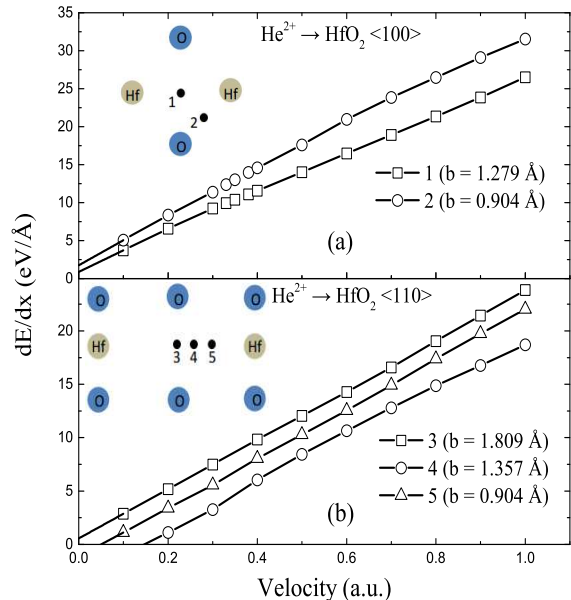 35
30
25
20
15
10
5
0
He2+ → HfO2 <100>
O
Hf
Hf
1
2
O
1 (b = 1.279 Å)
2 (b = 0.904 Å)
(a)
dE/dx (eV/Å)
20
15
10
5
0
He2+ → HfO2 <110>
O O O
Hf Hf
3 4 5
O O O
3 (b = 1.809 Å)
4 (b = 1.357 Å)
5 (b = 0.904 Å)
(b)
0.0 0.2 0.4 0.6 0.8 1.0
Velocity (a.u.)